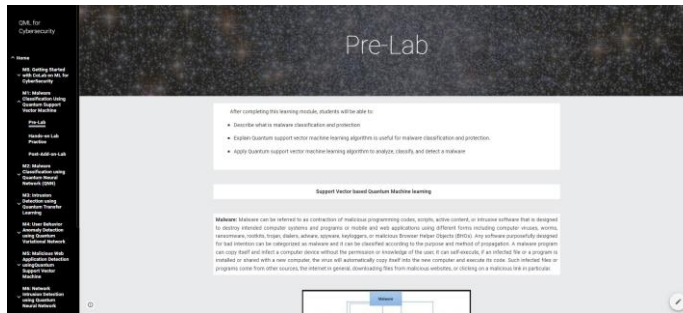 QML for
Cybersecurity
Home
M0: Getting Started
with CoLab on ML for
CyberSecurity
M1: Malware
Classification Using
Quantum Support
Vector Machine
Pre-Lab
Hands-on Lab
Practice
Post-Add-on-Lab
M2: Malware
Classification using
Quantum Neural
Network (QNN)
M3: Intrusion
Detection using
Quantum Transfer
Learning
M4: User Behavior
Anomaly Detection
using Quantum
Variational Network
M5: Malicious Web
Application Detection
usingQuantum
Support Vector
Machine
M6: Network
Intrusion Detection
using Quantum
Neural Network
Pre-Lab
After completing this learning module, students will be able to:
Describe what is malware classification and protection
Explain Quantum support vector machine learning algorithm is useful for malware classification and protection.
Apply Quantum support vector machine learning algorithm to analyze, classify, and detect a malware
Support Vector based Quantum Machine learning
Malware: Malware can be referred to as contraction of malicious programming codes, scripts, active content, or intrusive software that is designed
to destroy intended computer systems and programs or mobile and web applications using different forms including computer viruses, worms,
ransomware, rootkits, trojan, dialers, adware, spyware, keyloggers, or malicious Browser Helper Objects (BHOs). Any software purposefully designed
for bad intention can be categorized as malware and it can be classified according to the purpose and method of propagation. A malware program
can copy itself and infect a computer device without the permission or knowledge of the user, it can self-execute, if an infected file or a program is
installed or shared with a new computer, the virus will automatically copy itself into the new computer and execute its code. Such infected files or
programs come from other sources, the internet in general, downloading files from malicious websites, or clicking on a malicious link in particular.
Malware